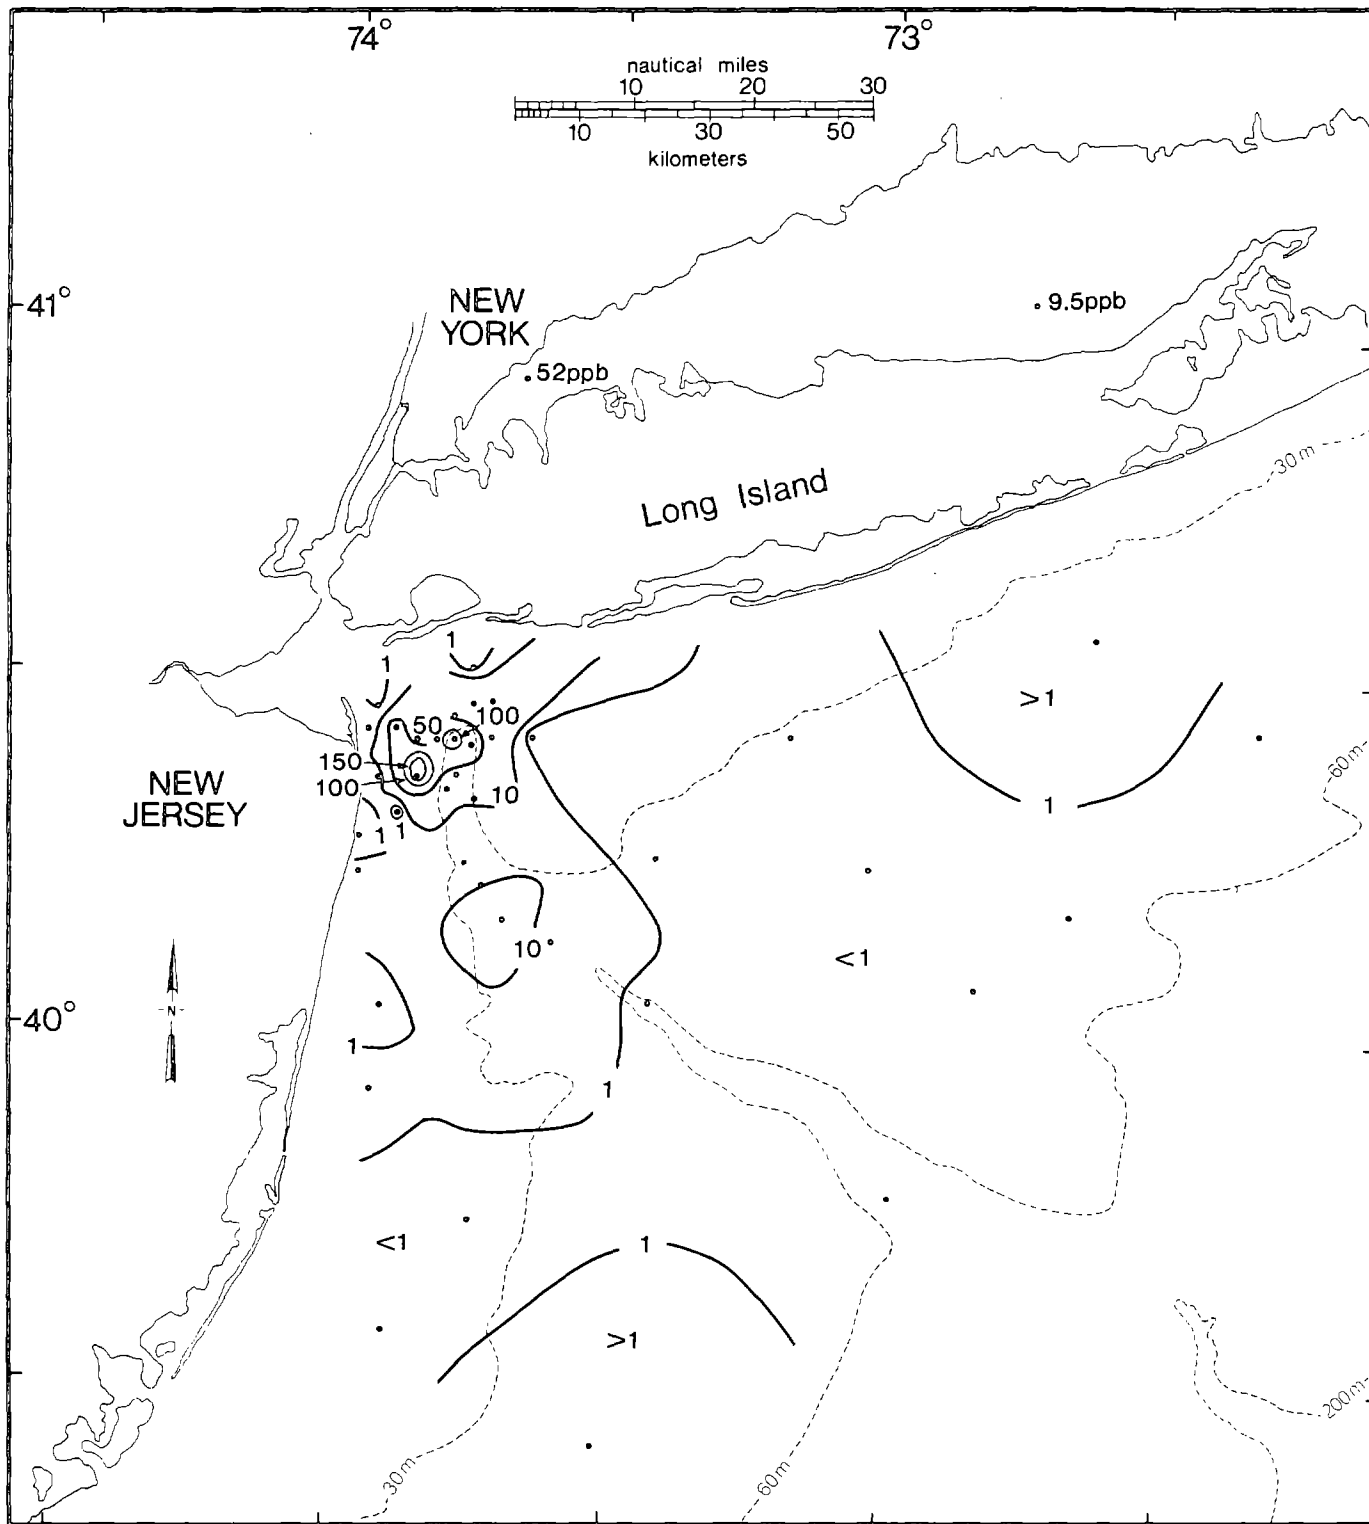 74° 73°
nautical miles
10 20 30
10 30 50
kilometers
41°
NEW
YORK
9.5ppb
52ppb
30m
Long Island
1
1
>1
50 100
150
100
60m
NEW
JERSEY
10
1
1 1
10
<1
40°
1
1
<1
1
>1
200m
30m
60m
N